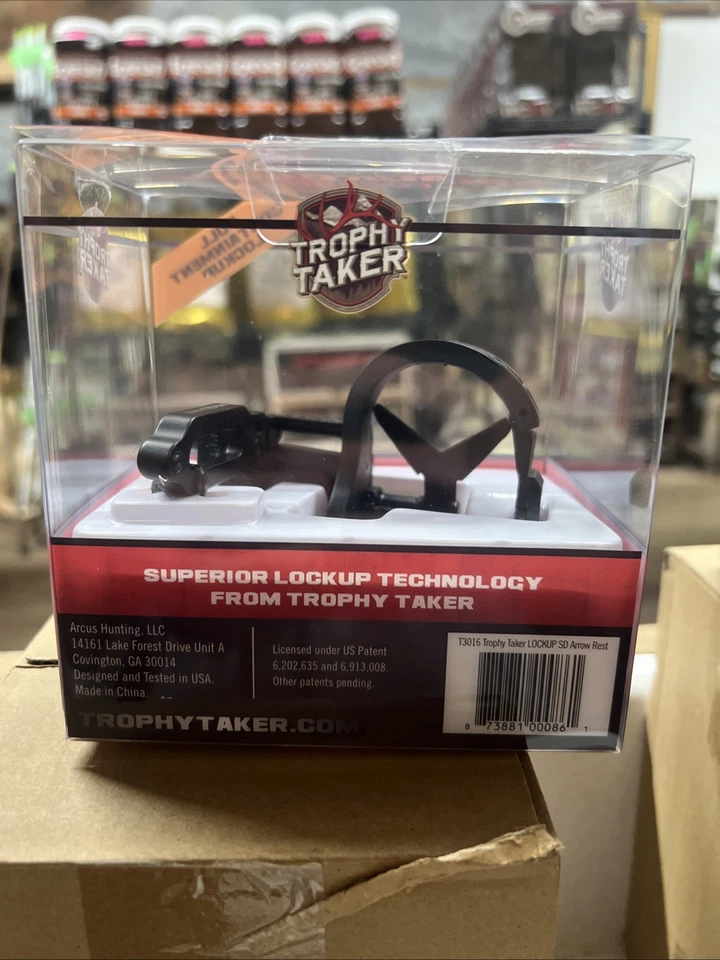 TROPHY
TAKER
SUPERIOR LOCKUP TECHNOLOGY
FROM TROPHY TAKER
Arcus Hunting, LLC
14161 Lake Forest Drive Unit A
Covington, GA 30014
Designed and Tested in USA.
Made in China.
Licensed under US Patent
6,202,635 and 6,913,008.
Other patents pending.
T3016 Trophy Taker LOCKUP SD Arrow Rest
8 73881 00086 1
TROPHYTAKER.COM